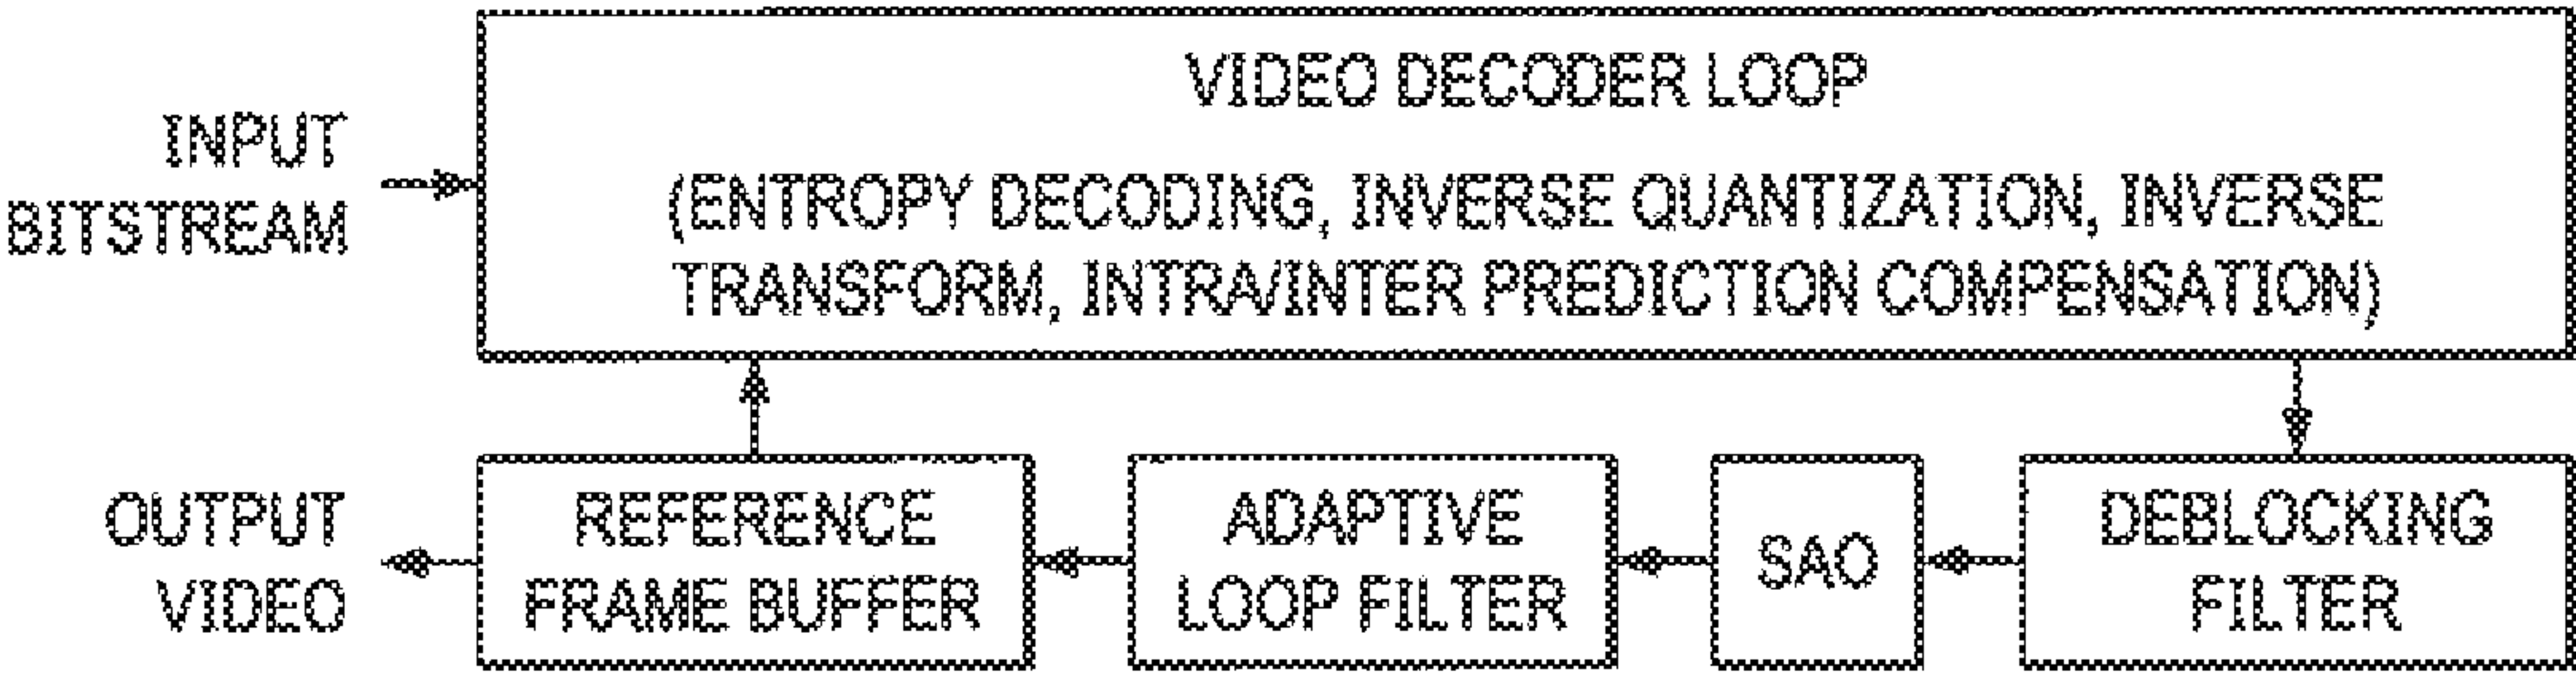 VIDEO DECODER LOOP
INPUT
BITSTREAM
(ENTROPY DECODING, INVERSE QUANTIZATION, INVERSE
TRANSFORM, INTRA/INTER PREDICTION COMPENSATION)
OUTPUT
VIDEO
REFERENCE
FRAME BUFFER
ADAPTIVE
LOOP FILTER
SAO
DEBLOCKING
FILTER